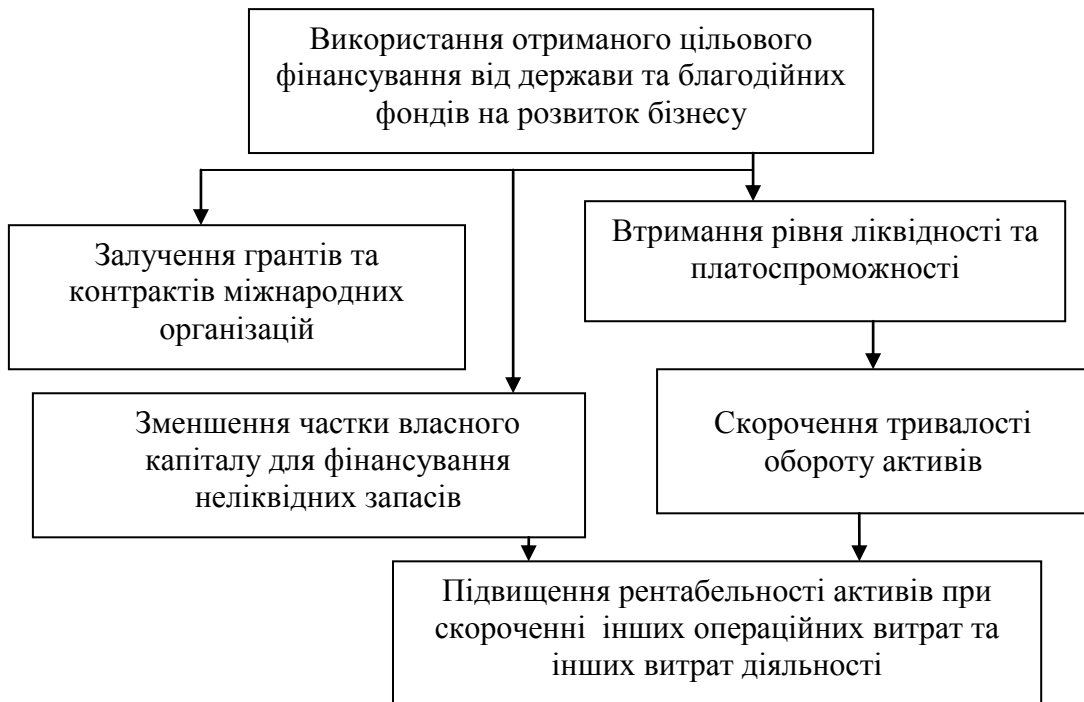 Використання отриманого цільового
фінансування від держави та благодійних
фондів на розвиток бізнесу
Залучення грантів та
контрактів міжнародних
організацій
Втримання рівня ліквідності та
платоспроможності
Зменшення частки власного
капіталу для фінансування
неліквідних запасів
Скорочення тривалості
обороту активів
Підвищення рентабельності активів при
скороченні інших операційних витрат та
інших витрат діяльності